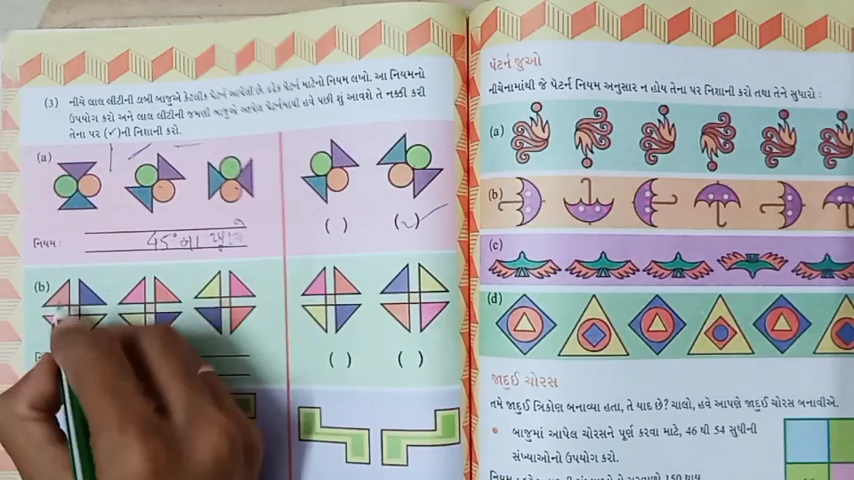 (3) નીચે લાલ લીટીની ડાબી બાજુએ કેટલીક પેટર્ન આપેલી છે. દરેક પેટર્ન માટેનો નિયમ લખો. આ નિયમનો
ઉપયોગ કરો અને લાલ લીટીની જમણી બાજુએ આપેલ પેટર્નમાંથી હવે પછી શું આવશે તે નક્કી કરી
તેના પર (✓)ની નિશાની કરો.
(a)
( ) (✓)
નિયમ : 45° ના ખૂણે
(b)
( ) ( )
પેટર્ન જુઓ
નીચેનામાંથી જે પેટર્ન નિયમ અનુસાર ન હોય તેના પર નિશાની કરો તથા તેને સુધારો :
(a)
(b)
(c)
(d)
જાદુઈ ચોરસ
તમે જાદુઈ ત્રિકોણ બનાવ્યા હતા, તે યાદ છે? ચાલો, હવે આપણે જાદુઈ ચોરસ બનાવીએ.
• બાજુમાં આપેલ ચોરસને પૂર્ણ કરવા માટે, 46 થી 54 સુધીની
સંખ્યાઓનો ઉપયોગ કરો.